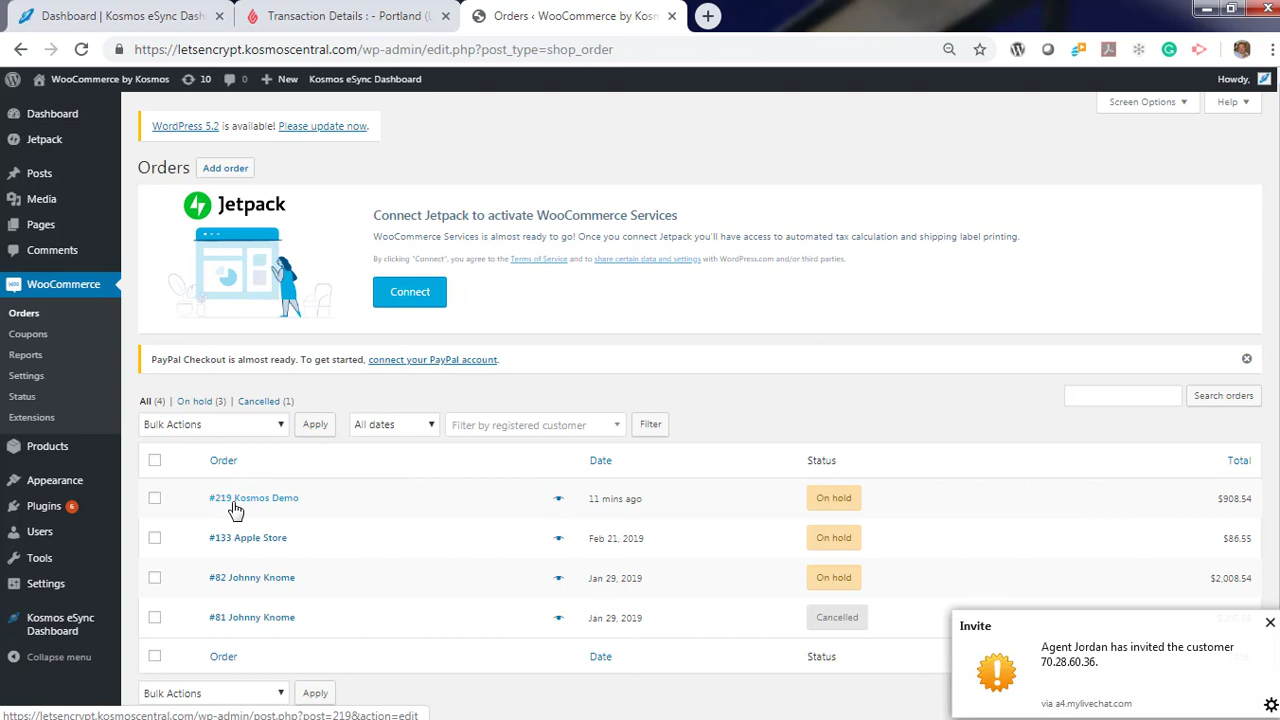 Dashboard | Kosmos eSync Dashb
Transaction Details : - Portland (L
Orders ‹ WooCommerce by Kosm
https://letsencrypt.kosmoscentral.com/wp-admin/edit.php?post_type=shop_order
WooCommerce by Kosmos
10
0
New
Kosmos eSync Dashboard
Howdy,
Dashboard
Jetpack
Posts
Media
Pages
Comments
WooCommerce
Orders
Coupons
Reports
Settings
Status
Extensions
Products
Appearance
Plugins 6
Users
Tools
Settings
Kosmos eSync
Dashboard
Collapse menu
Screen Options
Help
WordPress 5.2 is available! Please update now.
Orders
Add order
Jetpack
Connect Jetpack to activate WooCommerce Services
WooCommerce Services is almost ready to go! Once you connect Jetpack you'll have access to automated tax calculation and shipping label printing.
By clicking "Connect", you agree to the Terms of Service and to share certain data and settings with WordPress.com and/or third parties.
Connect
PayPal Checkout is almost ready. To get started, connect your PayPal account.
All (4) | On hold (3) | Cancelled (1)
Search orders
Bulk Actions
Apply
All dates
Filter by registered customer
Filter
Order
Date
Status
Total
#219 Kosmos Demo
11 mins ago
On hold
$908.54
#133 Apple Store
Feb 21, 2019
On hold
$86.55
#82 Johnny Knome
Jan 29, 2019
On hold
$2,008.54
#81 Johnny Knome
Jan 29, 2019
Cancelled
Order
Date
Status
Bulk Actions
Apply
Invite
Agent Jordan has invited the customer
70.28.60.36.
via a4.mylivechat.com
https://letsencrypt.kosmoscentral.com/wp-admin/post.php?post=219&action=edit